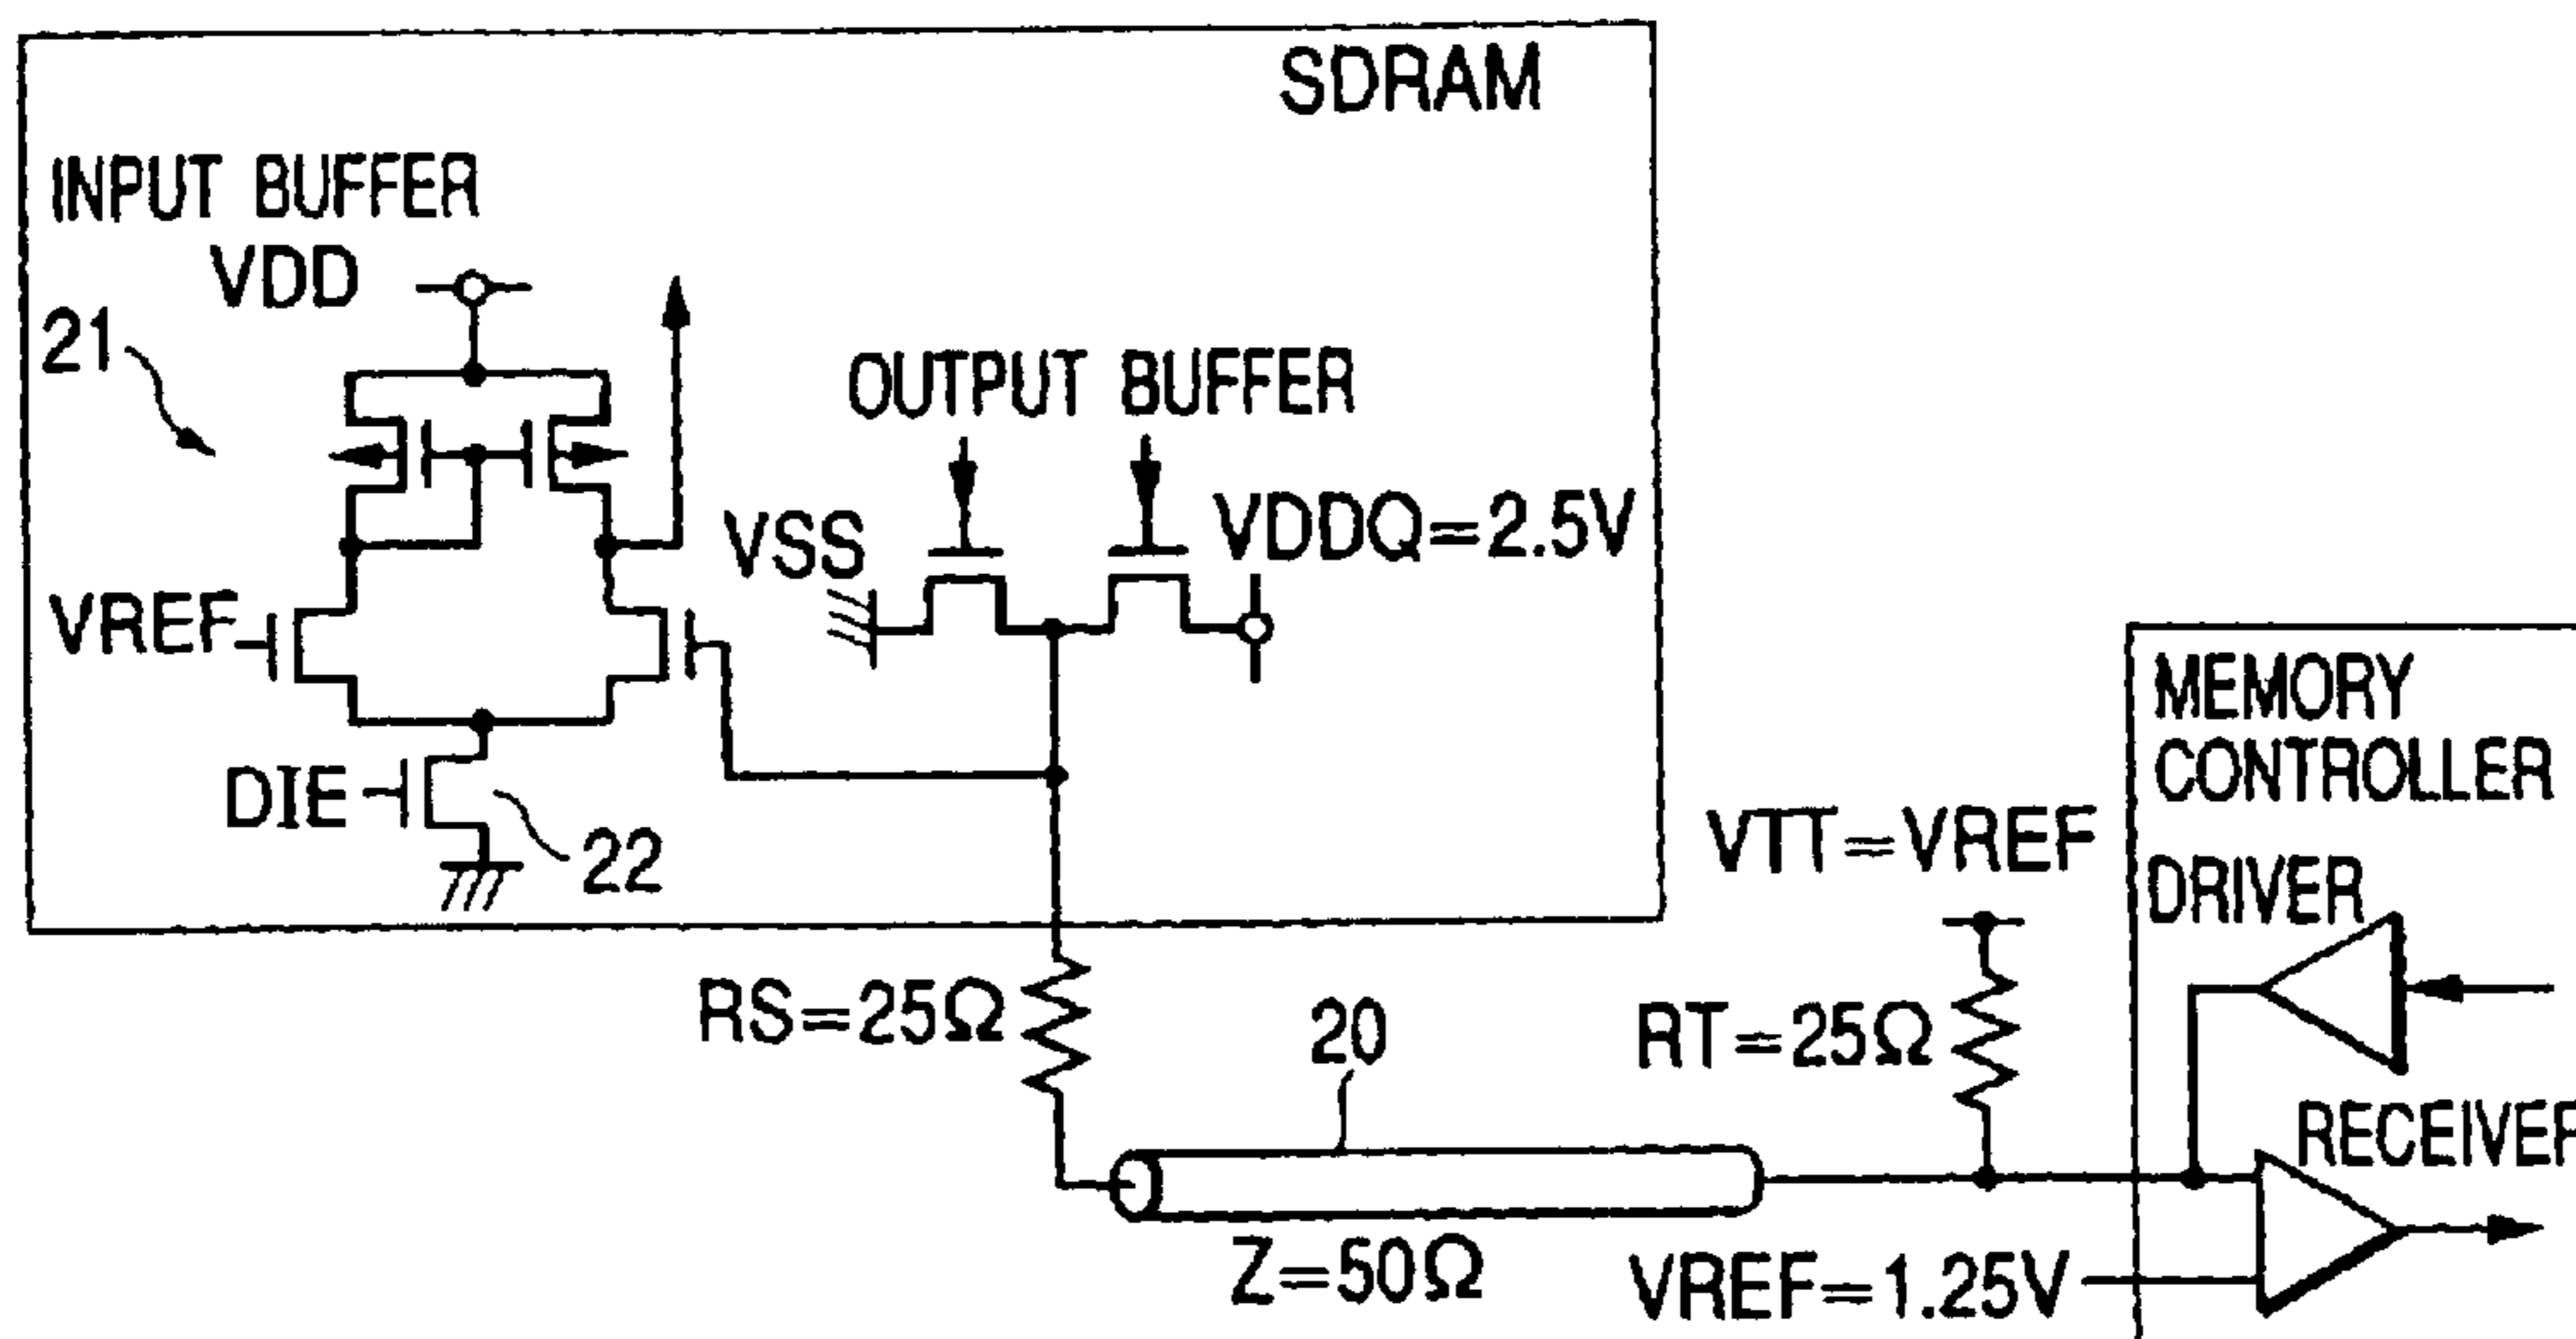 SDRAM
INPUT BUFFER
VDD
21
OUTPUT BUFFER
VSS
VDDQ=2.5V
VREF
DIE
22
MEMORY
CONTROLLER
VTT=VREF
DRIVER
RS=25Ω
20
RT=25Ω
RECEIVER
Z=50Ω
VREF=1.25V